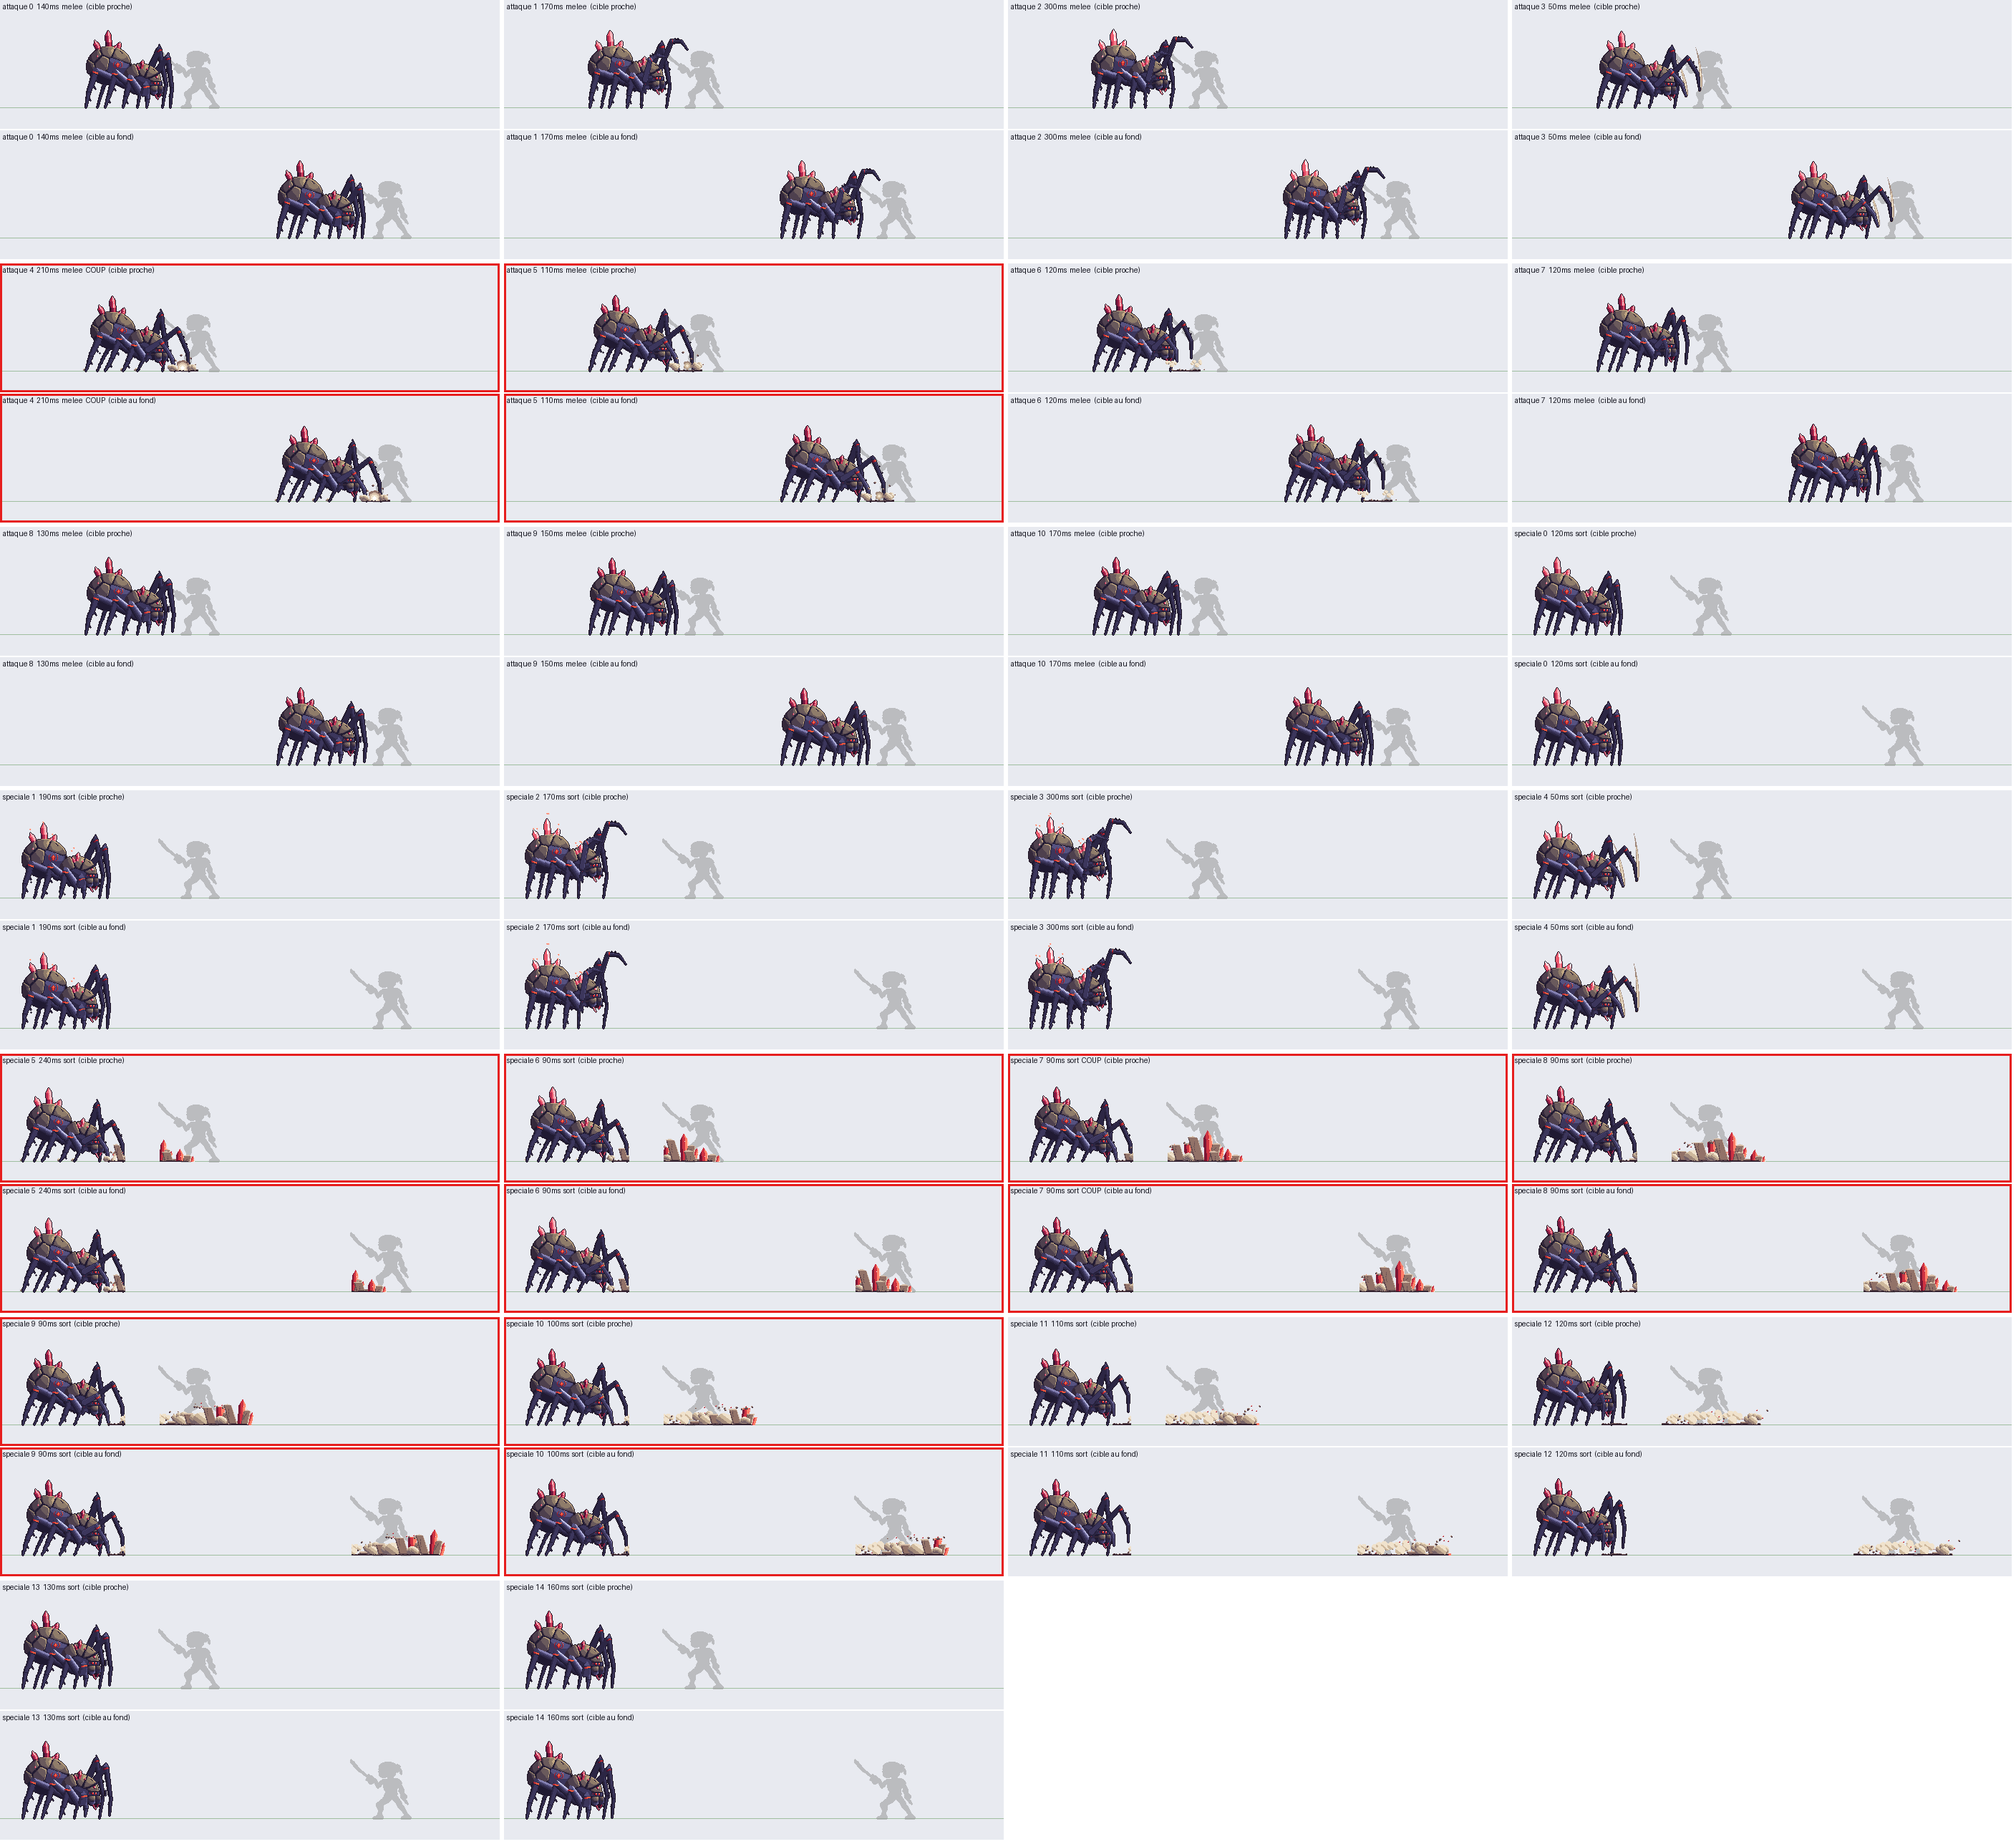 attaque 0 140ms melee (cible proche)
attaque 1 170ms melee (cible proche)
attaque 2 300ms melee (cible proche)
attaque 3 50ms melee (cible proche)
attaque 0 140ms melee (cible au fond)
attaque 1 170ms melee (cible au fond)
attaque 2 300ms melee (cible au fond)
attaque 3 50ms melee (cible au fond)
attaque 4 210ms melee COUP (cible proche)
attaque 5 110ms melee (cible proche)
attaque 6 120ms melee (cible proche)
attaque 7 120ms melee (cible proche)
attaque 4 210ms melee COUP (cible au fond)
attaque 5 110ms melee (cible au fond)
attaque 6 120ms melee (cible au fond)
attaque 7 120ms melee (cible au fond)
attaque 8 130ms melee (cible proche)
attaque 9 150ms melee (cible proche)
attaque 10 170ms melee (cible proche)
speciale 0 120ms sort (cible proche)
attaque 8 130ms melee (cible au fond)
attaque 9 150ms melee (cible au fond)
attaque 10 170ms melee (cible au fond)
speciale 0 120ms sort (cible au fond)
speciale 1 190ms sort (cible proche)
speciale 2 170ms sort (cible proche)
speciale 3 300ms sort (cible proche)
speciale 4 50ms sort (cible proche)
speciale 1 190ms sort (cible au fond)
speciale 2 170ms sort (cible au fond)
speciale 3 300ms sort (cible au fond)
speciale 4 50ms sort (cible au fond)
speciale 5 240ms sort (cible proche)
speciale 6 90ms sort (cible proche)
speciale 7 90ms sort COUP (cible proche)
speciale 8 90ms sort (cible proche)
speciale 5 240ms sort (cible au fond)
speciale 6 90ms sort (cible au fond)
speciale 7 90ms sort COUP (cible au fond)
speciale 8 90ms sort (cible au fond)
speciale 9 90ms sort (cible proche)
speciale 10 100ms sort (cible proche)
speciale 11 110ms sort (cible proche)
speciale 12 120ms sort (cible proche)
speciale 9 90ms sort (cible au fond)
speciale 10 100ms sort (cible au fond)
speciale 11 110ms sort (cible au fond)
speciale 12 120ms sort (cible au fond)
speciale 13 130ms sort (cible proche)
speciale 14 160ms sort (cible proche)
speciale 13 130ms sort (cible au fond)
speciale 14 160ms sort (cible au fond)